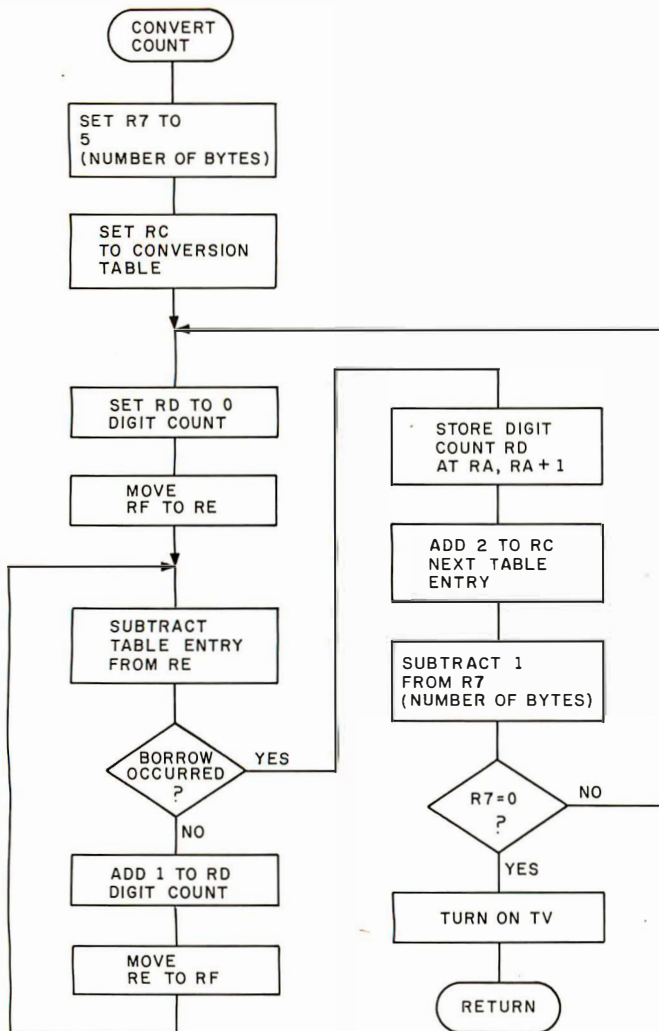 CONVERT
COUNT
SET R7 TO
5
(NUMBER OF BYTES)
SET RC
TO CONVERSION
TABLE
SET RD TO 0
DIGIT COUNT
MOVE
RF TO RE
SUBTRACT
TABLE ENTRY
FROM RE
BORROW
OCCURRED
?
YES
NO
ADD 1 TO RD
DIGIT COUNT
MOVE
RE TO RF
STORE DIGIT
COUNT RD
AT RA, RA + 1
ADD 2 TO RC
NEXT TABLE
ENTRY
SUBTRACT 1
FROM R7
(NUMBER OF BYTES)
R7=0
?
NO
YES
TURN ON TV
RETURN